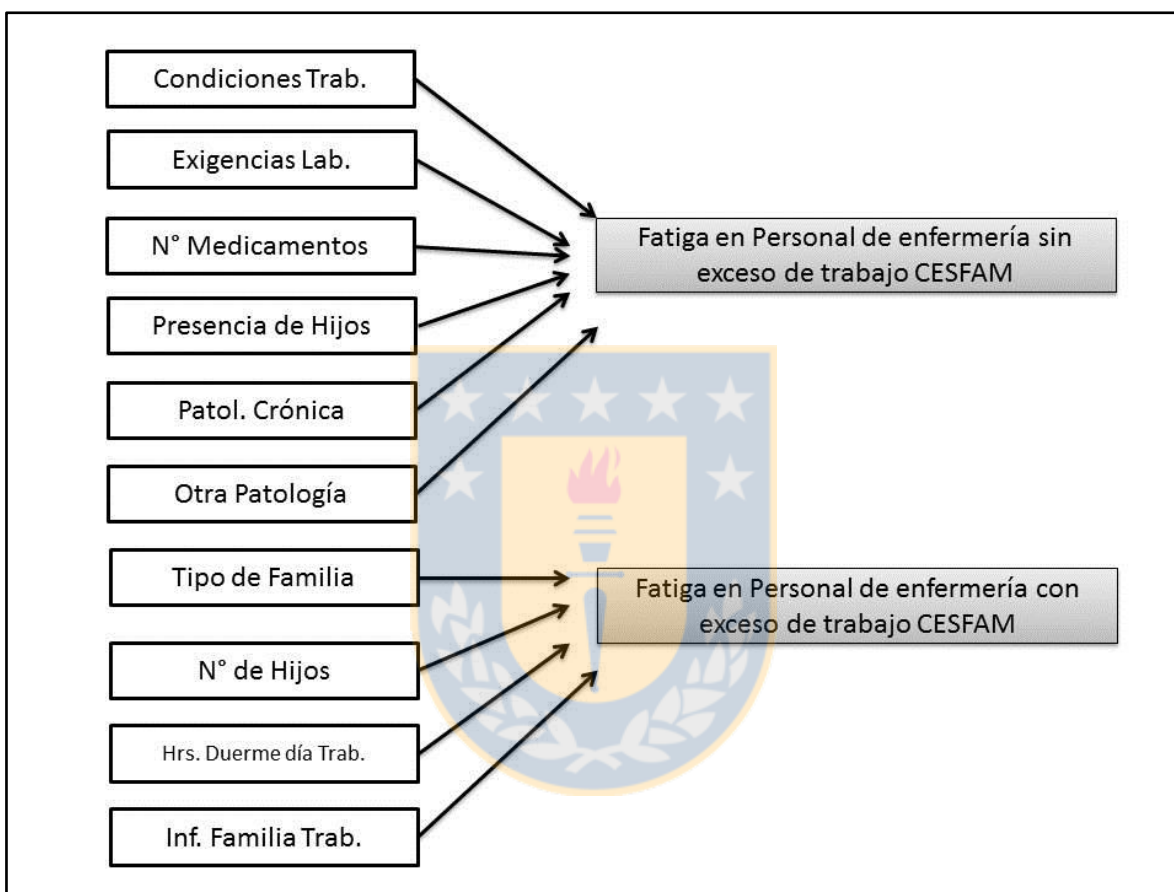 Condiciones Trab.
Exigencias Lab.
N° Medicamentos
Presencia de Hijos
Patol. Crónica
Otra Patología
Tipo de Familia
N° de Hijos
Hrs. Duerme día Trab.
Inf. Familia Trab.
Fatiga en Personal de enfermería sin
exceso de trabajo CESFAM
Fatiga en Personal de enfermería con
exceso de trabajo CESFAM